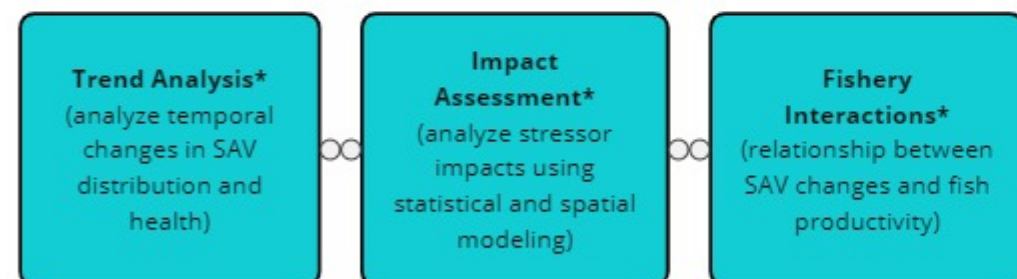 Trend Analysis*
(analyze temporal
changes in SAV
distribution and
health)
Impact
Assessment*
(analyze stressor
impacts using
statistical and spatial
modeling)
Fishery
Interactions*
(relationship between
SAV changes and fish
productivity)